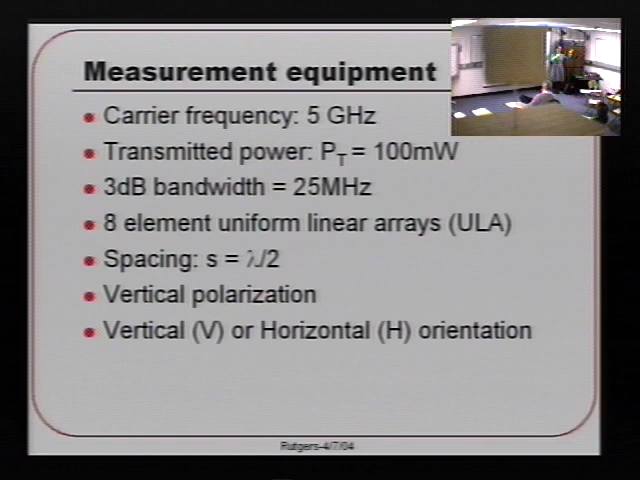 Measurement equipment
Carrier frequency: 5 GHz
Transmitted power: PT = 100mW
3dB bandwidth = 25MHz
8 element uniform linear arrays (ULA)
Spacing: s = λ/2
Vertical polarization
Vertical (V) or Horizontal (H) orientation
Rutgers-4/7/04